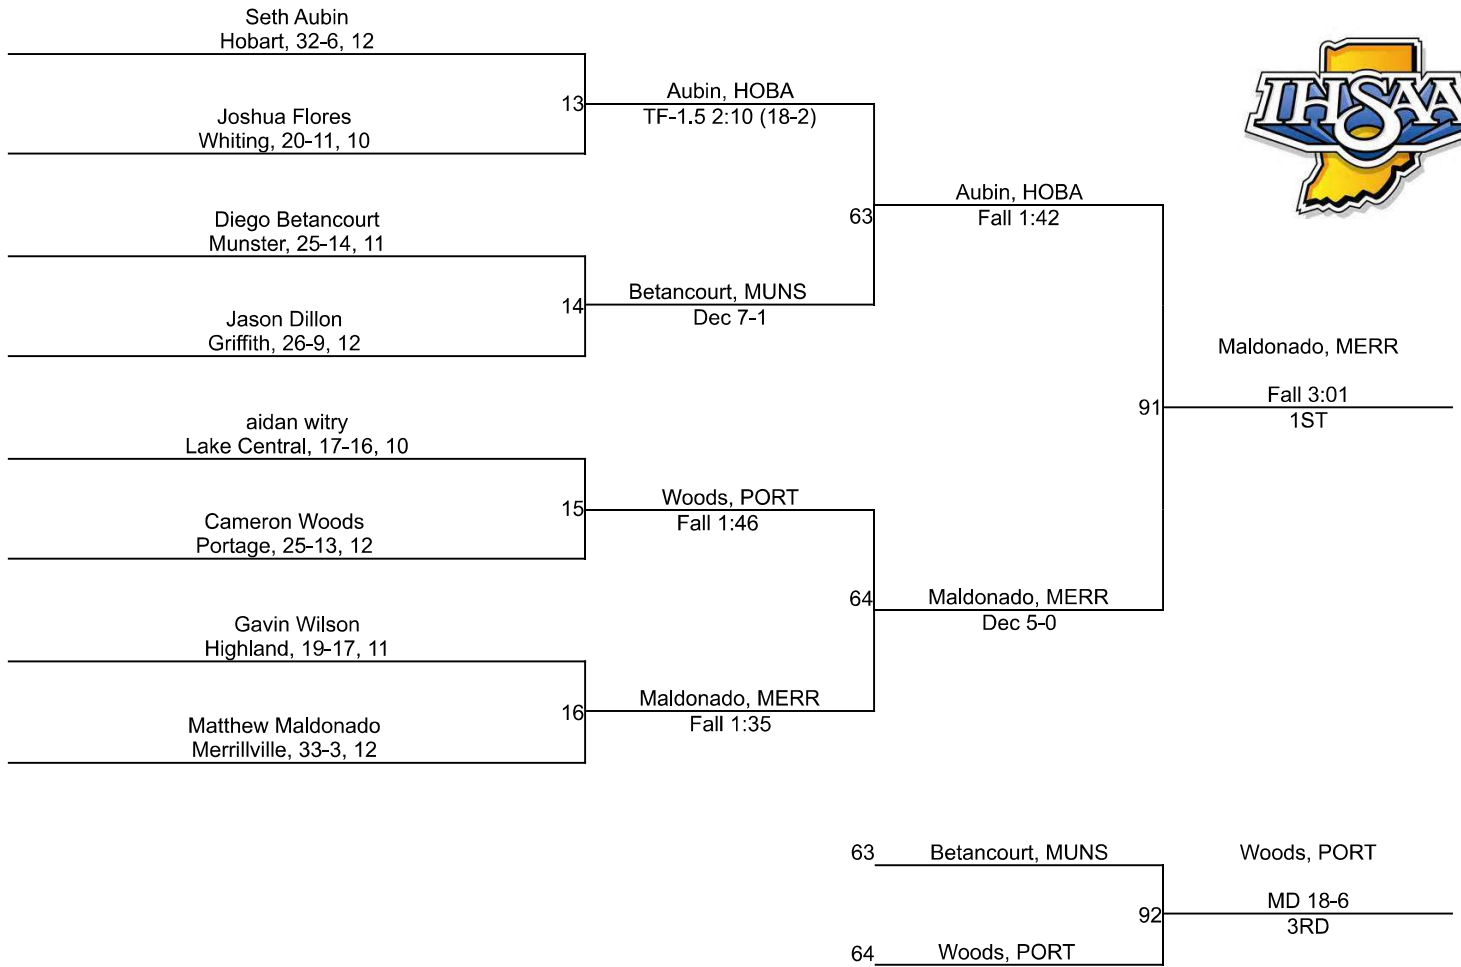 Seth Aubin
Hobart, 32-6, 12
13
Aubin, HOBA
TF-1.5 2:10 (18-2)
Joshua Flores
Whiting, 20-11, 10
IHSAA
63
Aubin, HOBA
Fall 1:42
Diego Betancourt
Munster, 25-14, 11
14
Betancourt, MUNS
Dec 7-1
Jason Dillon
Griffith, 26-9, 12
91
Maldonado, MERR
Fall 3:01
1ST
aidan witry
Lake Central, 17-16, 10
15
Woods, PORT
Fall 1:46
Cameron Woods
Portage, 25-13, 12
64
Maldonado, MERR
Dec 5-0
Gavin Wilson
Highland, 19-17, 11
16
Maldonado, MERR
Fall 1:35
Matthew Maldonado
Merrillville, 33-3, 12
63
Betancourt, MUNS
92
Woods, PORT
MD 18-6
3RD
64
Woods, PORT